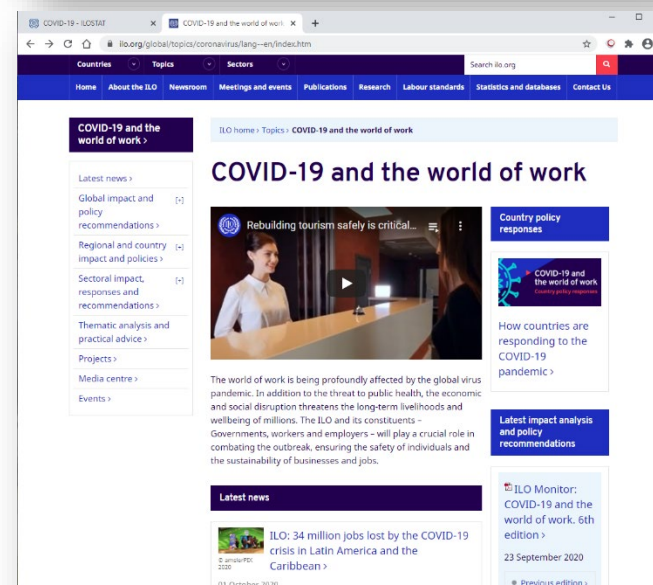 COVID-19 - ILOSTAT
COVID-19 and the world of work
ilo.org/global/topics/coronavirus/lang--en/index.htm
Countries Topics Sectors Search ilo.org
Home About the ILO Newsroom Meetings and events Publications Research Labour standards Statistics and databases Contact Us
COVID-19 and the
world of work >
Latest news >
Global impact and [+]
policy
recommendations >
Regional and country [+]
impact and policies >
Sectoral impact, [+]
responses and
recommendations >
Thematic analysis and
practical advice >
Projects >
Media centre >
Events >
ILO home > Topics > COVID-19 and the world of work
COVID-19 and the world of work
Rebuilding tourism safely is critical...
The world of work is being profoundly affected by the global virus
pandemic. In addition to the threat to public health, the economic
and social disruption threatens the long-term livelihoods and
wellbeing of millions. The ILO and its constituents –
Governments, workers and employers – will play a crucial role in
combating the outbreak, ensuring the safety of individuals and
the sustainability of businesses and jobs.
Latest news
2020
ILO: 34 million jobs lost by the COVID-19
crisis in Latin America and the
Caribbean >
01 October 2020
Country policy
responses
COVID-19 and
the world of work
Country policy responses
How countries are
responding to the
COVID-19
pandemic >
Latest impact analysis
and policy
recommendations
ILO Monitor:
COVID-19 and the
world of work. 6th
edition >
23 September 2020
Previous edition >